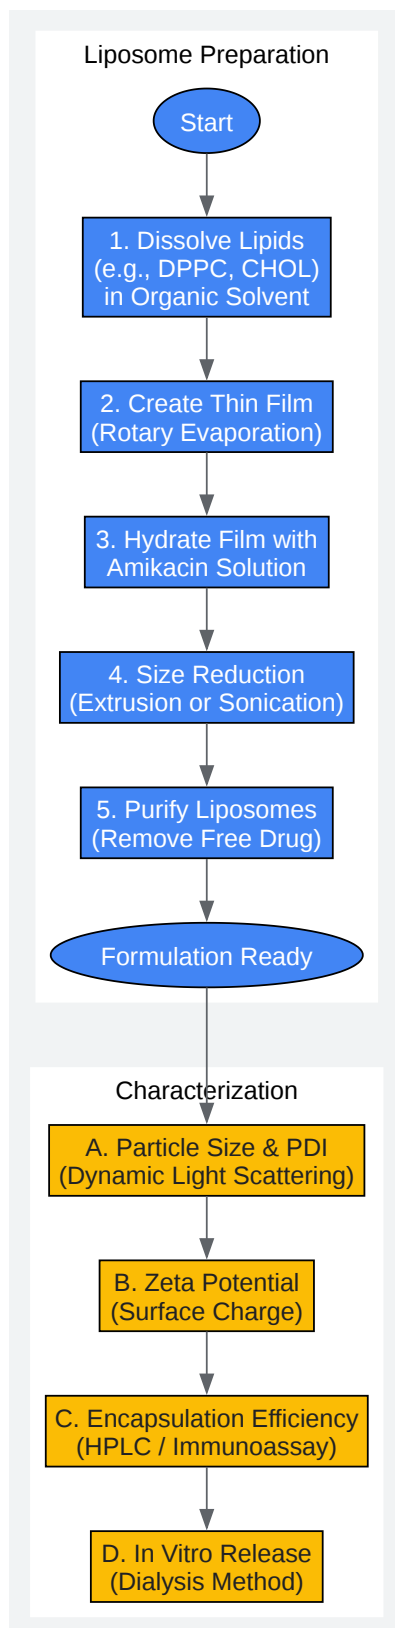 Liposome Preparation
Start
1. Dissolve Lipids
(e.g., DPPC, CHOL)
in Organic Solvent
2. Create Thin Film
(Rotary Evaporation)
3. Hydrate Film with
Amikacin Solution
4. Size Reduction
(Extrusion or Sonication)
5. Purify Liposomes
(Remove Free Drug)
Formulation Ready
Characterization
A. Particle Size & PDI
(Dynamic Light Scattering)
B. Zeta Potential
(Surface Charge)
C. Encapsulation Efficiency
(HPLC / Immunoassay)
D. In Vitro Release
(Dialysis Method)